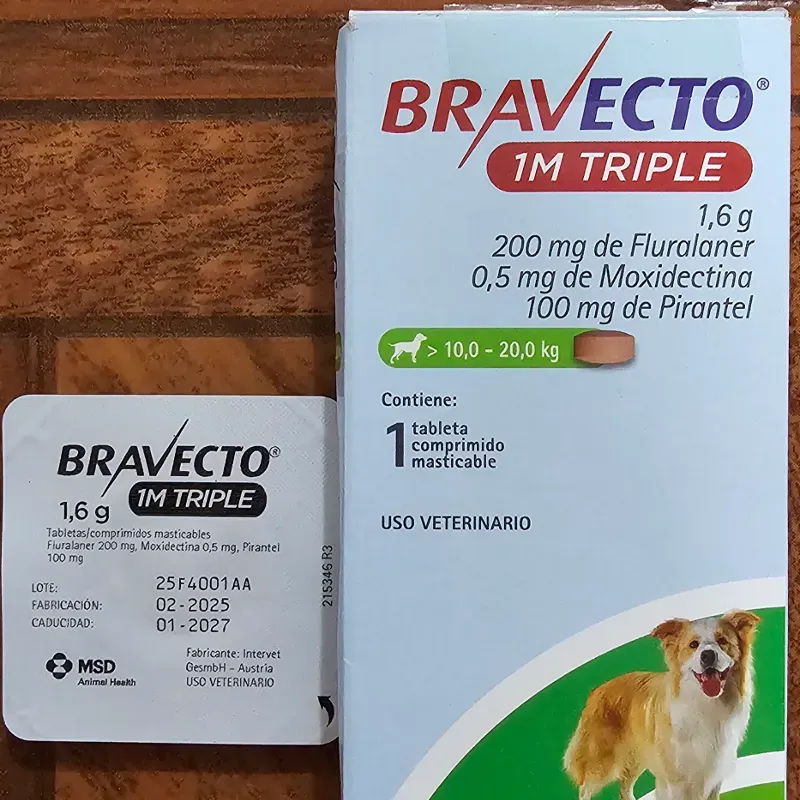 BRAVECTO®
1M TRIPLE
1,6 g
200 mg de Fluralaner
0,5 mg de Moxidectina
100 mg de Pirantel
> 10,0 - 20,0 kg
Contiene:
1 tableta
comprimido
masticable
USO VETERINARIO
BRAVECTO®
1,6 g 1M TRIPLE
Tabletas/comprimidos masticables
Fluralaner 200 mg, Moxidectina 0,5 mg, Pirantel
100 mg
LOTE: 25F4001AA
FABRICACIÓN: 02-2025
CADUCIDAD: 01-2027
MSD
Animal Health
Fabricante: Intervet
GesmbH - Austria
USO VETERINARIO
215346 R3